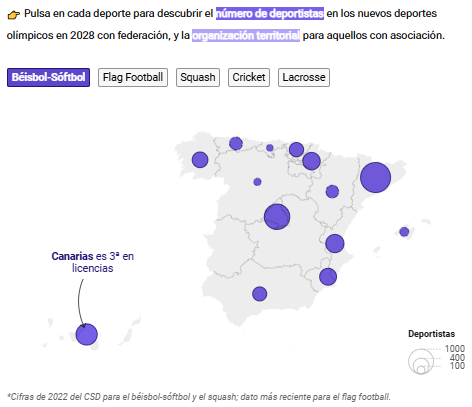 👉 Pulsa en cada deporte para descubrir el número de deportistas en los nuevos deportes
olímpicos en 2028 con federación, y la organización territorial para aquellos con asociación.
Béisbol-Sóftbol Flag Football Squash Cricket Lacrosse
Canarias es 3ª en
licencias
Deportistas
1000
400
100
*Cifras de 2022 del CSD para el béisbol-sóftbol y el squash; dato más reciente para el flag football.